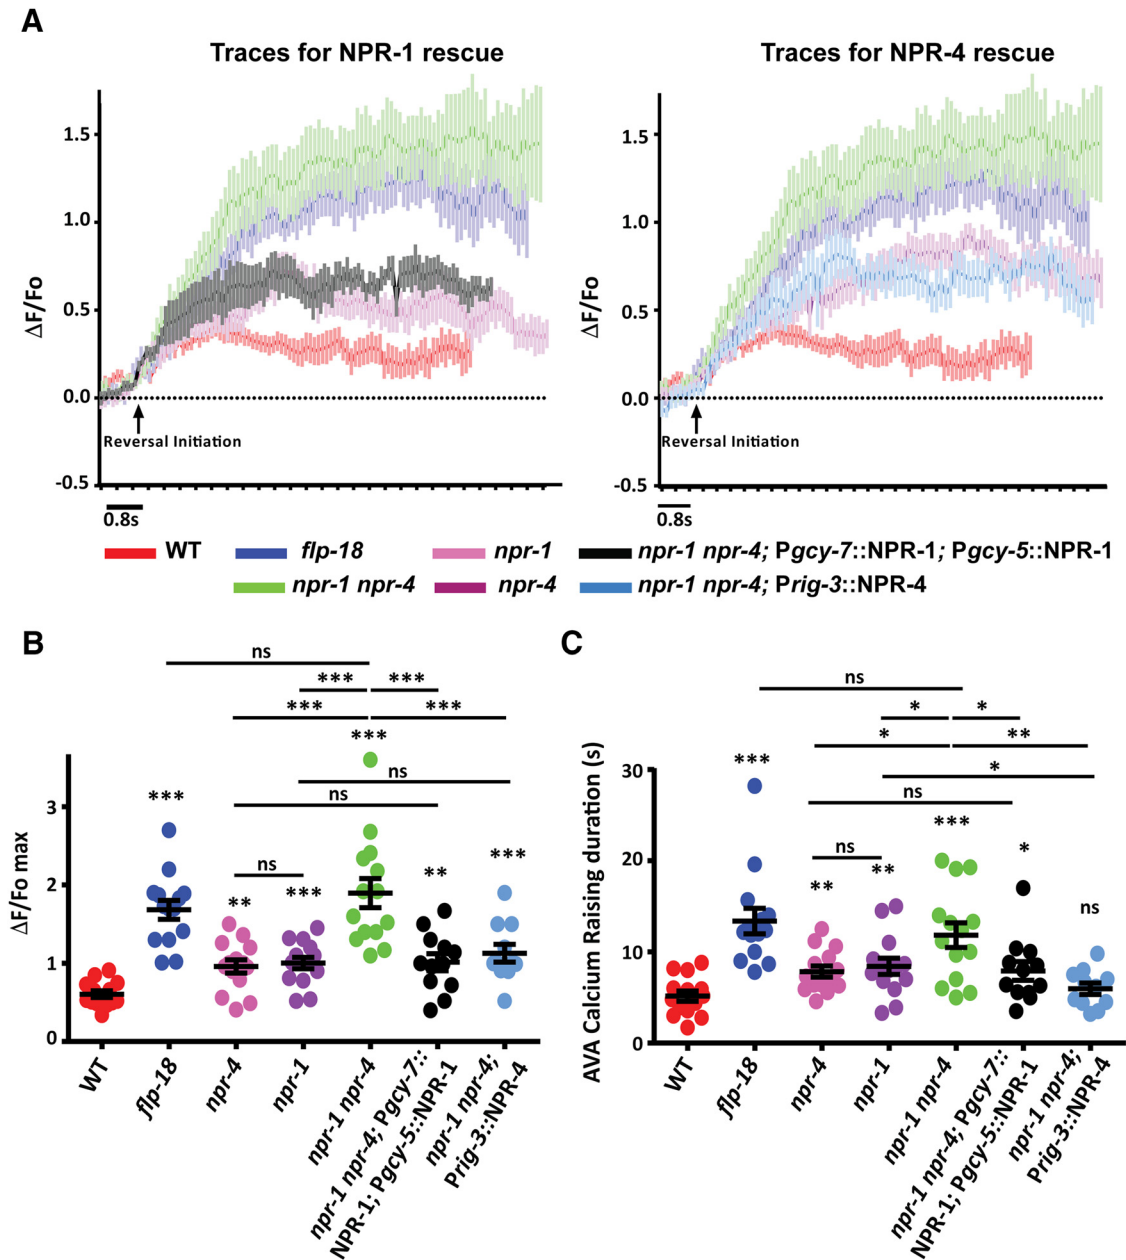 A
Traces for NPR-1 rescue
Traces for NPR-4 rescue
ΔF/Fo
1.5
1.0
0.5
0.0
-0.5
Reversal Initiation
0.8s
ΔF/Fo
1.5
1.0
0.5
0.0
-0.5
Reversal Initiation
0.8s
WT
flp-18
npr-1
npr-1 npr-4; Pgcy-7::NPR-1; Pgcy-5::NPR-1
npr-1 npr-4
npr-4
npr-1 npr-4; Prig-3::NPR-4
B
ns
*** ***
*** ***
***
ns
ns
***
ns
**
***
**
***
ΔF/Fo max
3
2
1
0
WT
flp-18
npr-4
npr-1
npr-1 npr-4
npr-1 npr-4; Pgcy-7::
NPR-1; Pgcy-5::NPR-1
npr-1 npr-4;
Prig-3::NPR-4
C
ns
* *
* **
*
ns
***
ns
**
**
***
*
ns
AVA Calcium Raising duration (s)
30
20
10
0
WT
flp-18
npr-4
npr-1
npr-1 npr-4
npr-1 npr-4; Pgcy-7::
NPR-1; Pgcy-5::NPR-1
npr-1 npr-4;
Prig-3::NPR-4